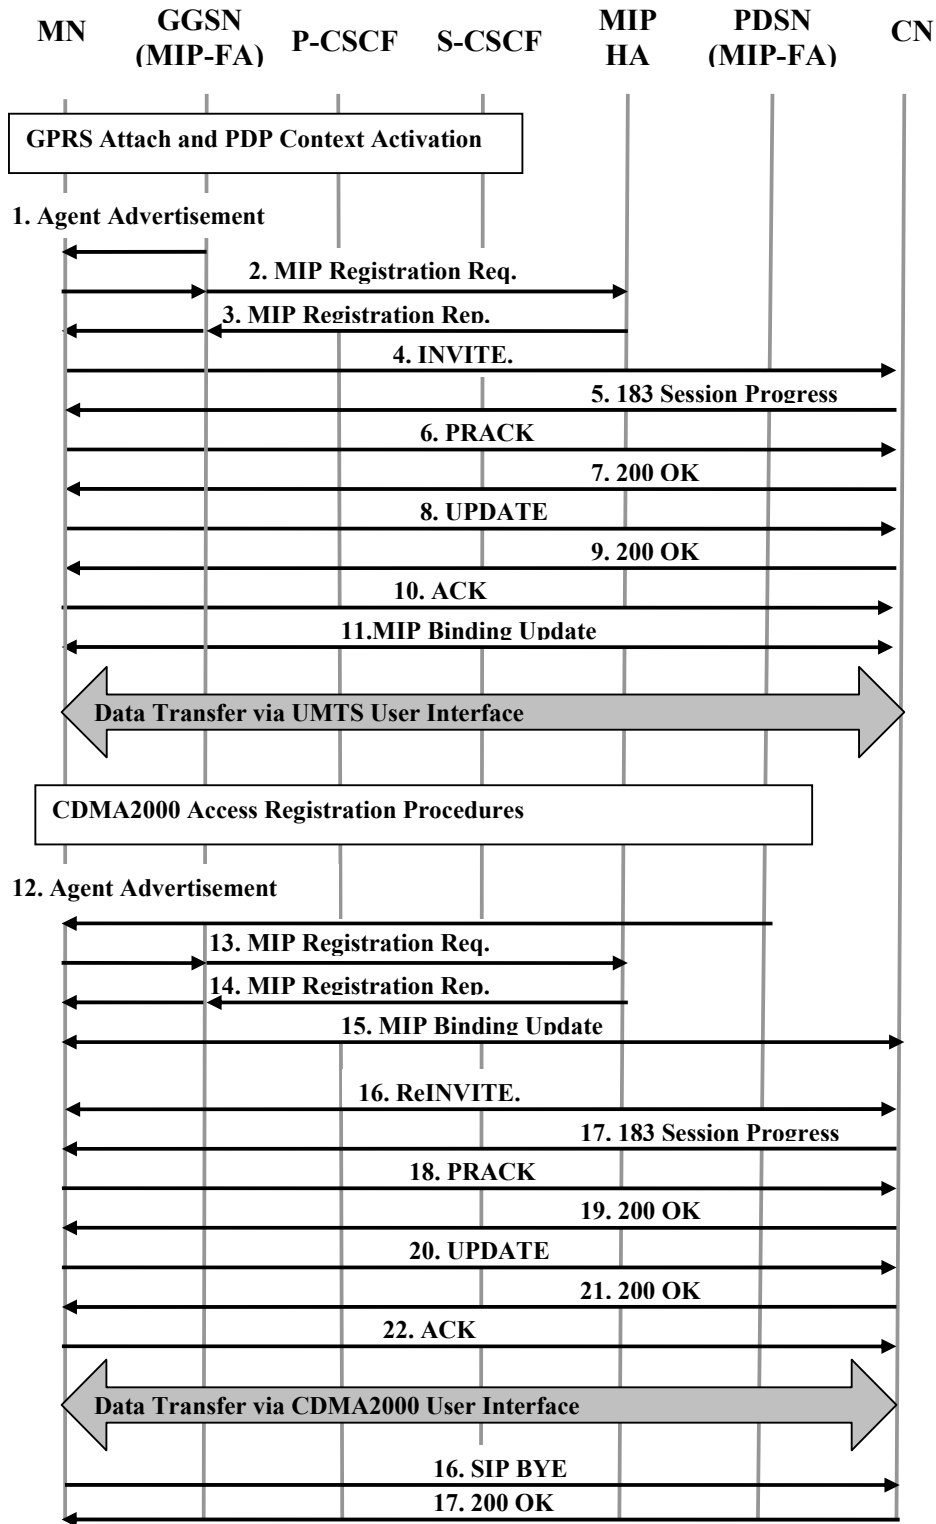 MN
GGSN
(MIP-FA)
P-CSCF
S-CSCF
MIP
HA
PDSN
(MIP-FA)
CN
GPRS Attach and PDP Context Activation
1. Agent Advertisement
2. MIP Registration Req.
3. MIP Registration Rep.
4. INVITE.
5. 183 Session Progress
6. PRACK
7. 200 OK
8. UPDATE
9. 200 OK
10. ACK
11.MIP Binding Update
Data Transfer via UMTS User Interface
CDMA2000 Access Registration Procedures
12. Agent Advertisement
13. MIP Registration Req.
14. MIP Registration Rep.
15. MIP Binding Update
16. ReINVITE.
17. 183 Session Progress
18. PRACK
19. 200 OK
20. UPDATE
21. 200 OK
22. ACK
Data Transfer via CDMA2000 User Interface
16. SIP BYE
17. 200 OK